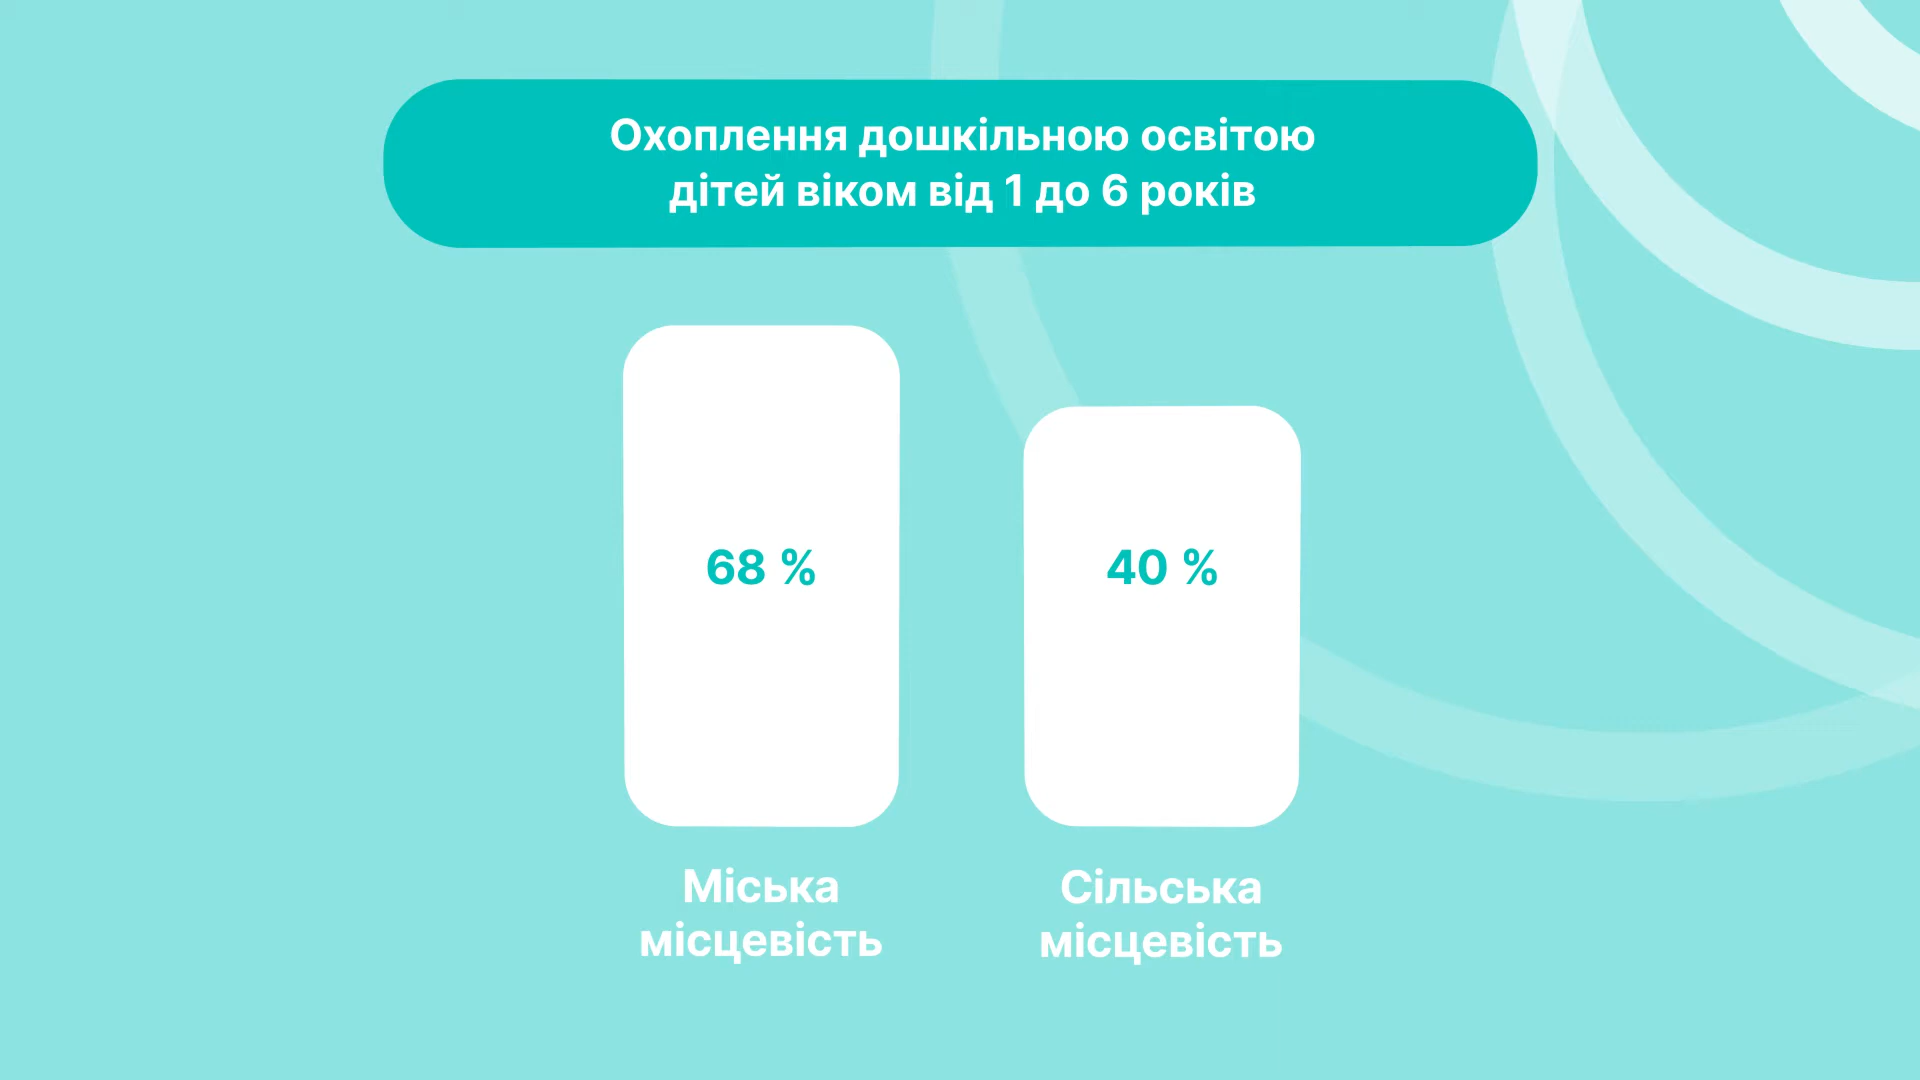 Охоплення дошкільною освітою
дітей віком від 1 до 6 років
68 %
40 %
Міська
місцевість
Сільська
місцевість